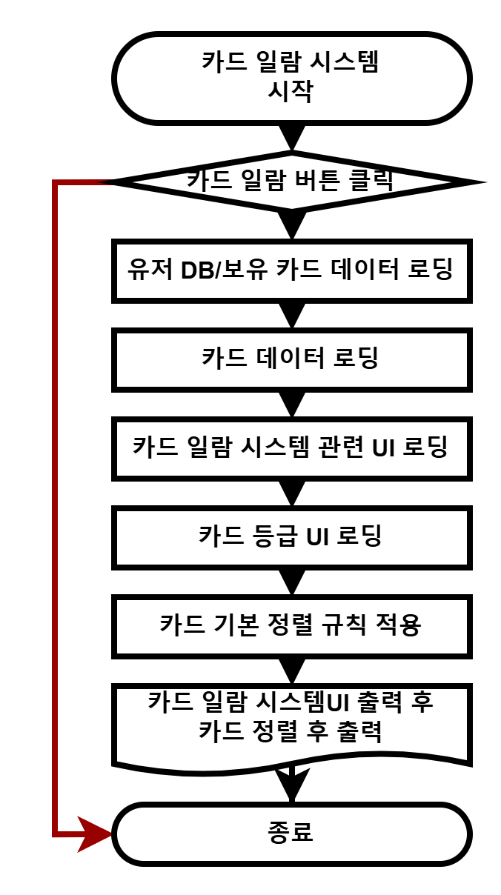 카드 일람 시스템
시작
카드 일람 버튼 클릭
유저 DB/보유 카드 데이터 로딩
카드 데이터 로딩
카드 일람 시스템 관련 UI 로딩
카드 등급 UI 로딩
카드 기본 정렬 규칙 적용
카드 일람 시스템UI 출력 후
카드 정렬 후 출력
종료